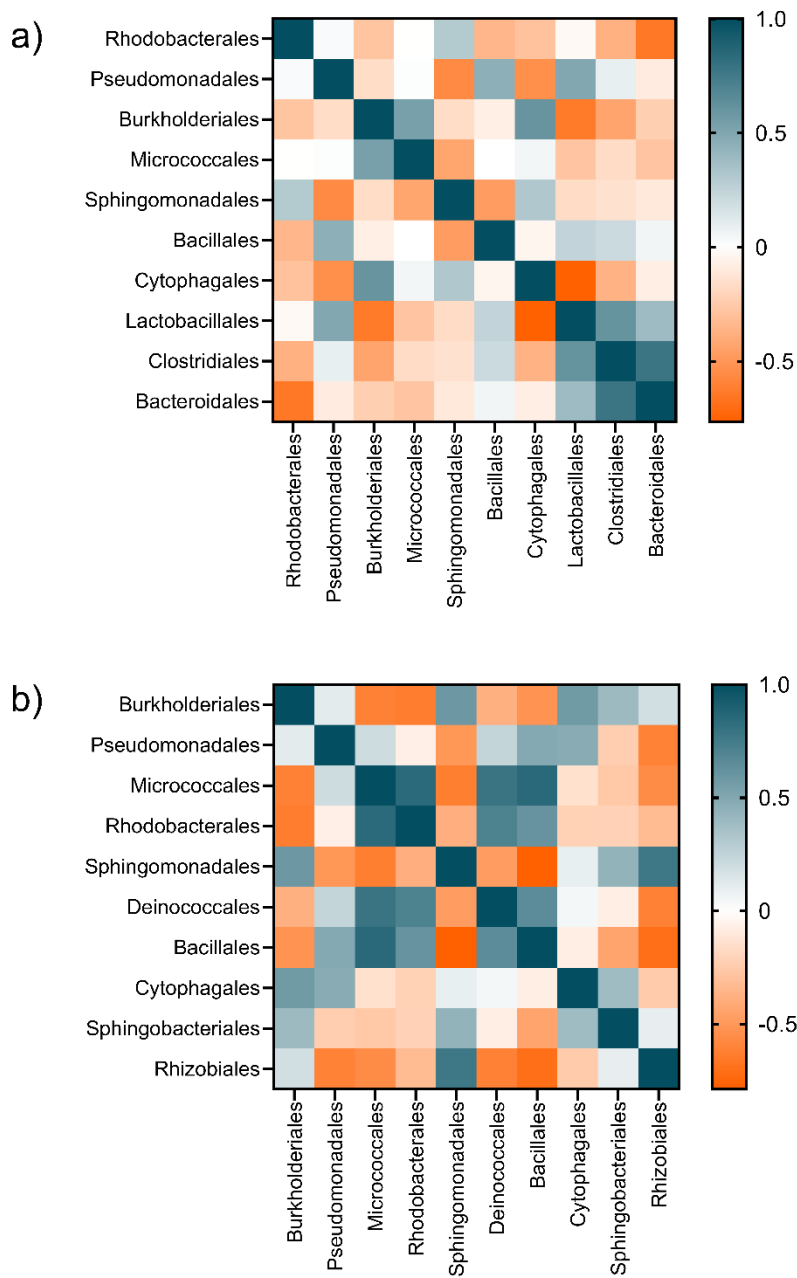 a)
Rhodobacterales
Pseudomonadales
Burkholderiales
Micrococcales
Sphingomonadales
Bacillales
Cytophagales
Lactobacillales
Clostridiales
Bacteroidales
Rhodobacterales
Pseudomonadales
Burkholderiales
Micrococcales
Sphingomonadales
Bacillales
Cytophagales
Lactobacillales
Clostridiales
Bacteroidales
1.0
0.5
0
-0.5
b)
Burkholderiales
Pseudomonadales
Micrococcales
Rhodobacterales
Sphingomonadales
Deinococcales
Bacillales
Cytophagales
Sphingobacteriales
Rhizobiales
Burkholderiales
Pseudomonadales
Micrococcales
Rhodobacterales
Sphingomonadales
Deinococcales
Bacillales
Cytophagales
Sphingobacteriales
Rhizobiales
1.0
0.5
0
-0.5